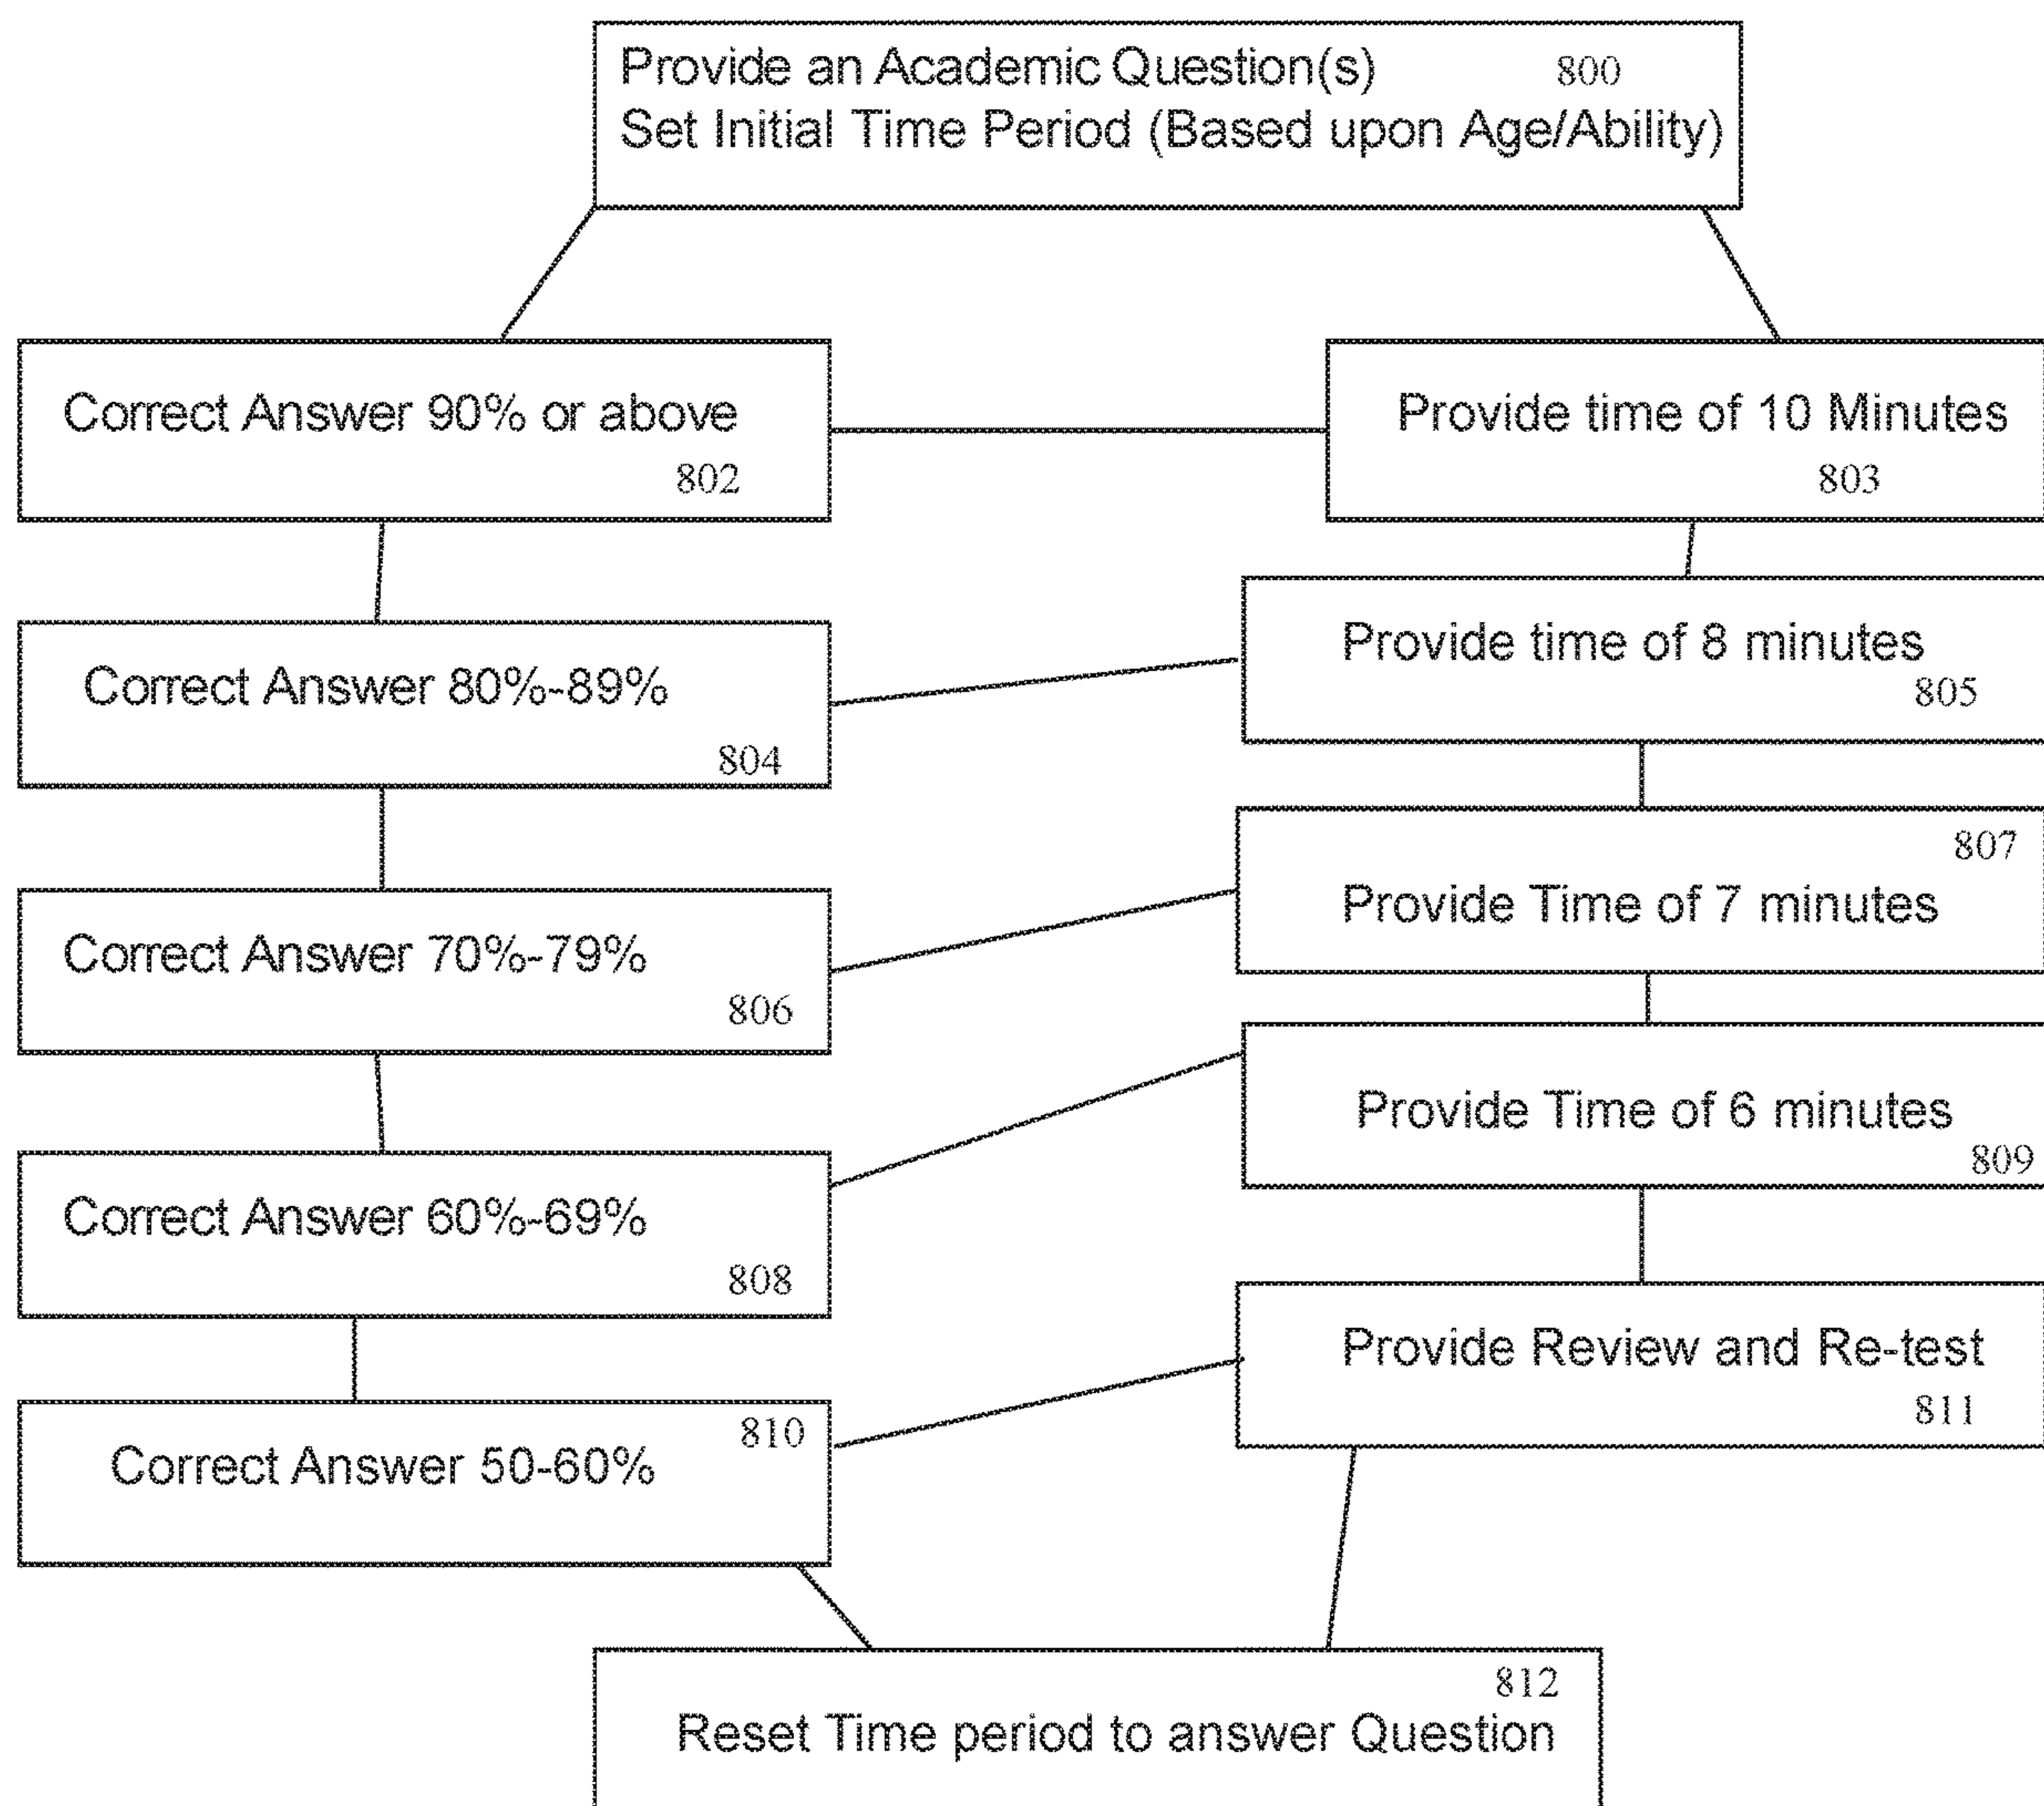 Provide an Academic Question(s) 800
Set Initial Time Period (Based upon Age/Ability)
Correct Answer 90% or above
802
Provide time of 10 Minutes
803
Correct Answer 80%-89%
804
Provide time of 8 minutes
805
Correct Answer 70%-79%
806
807
Provide Time of 7 minutes
Correct Answer 60%-69%
808
Provide Time of 6 minutes
809
810
Correct Answer 50-60%
Provide Review and Re-test
811
812
Reset Time period to answer Question